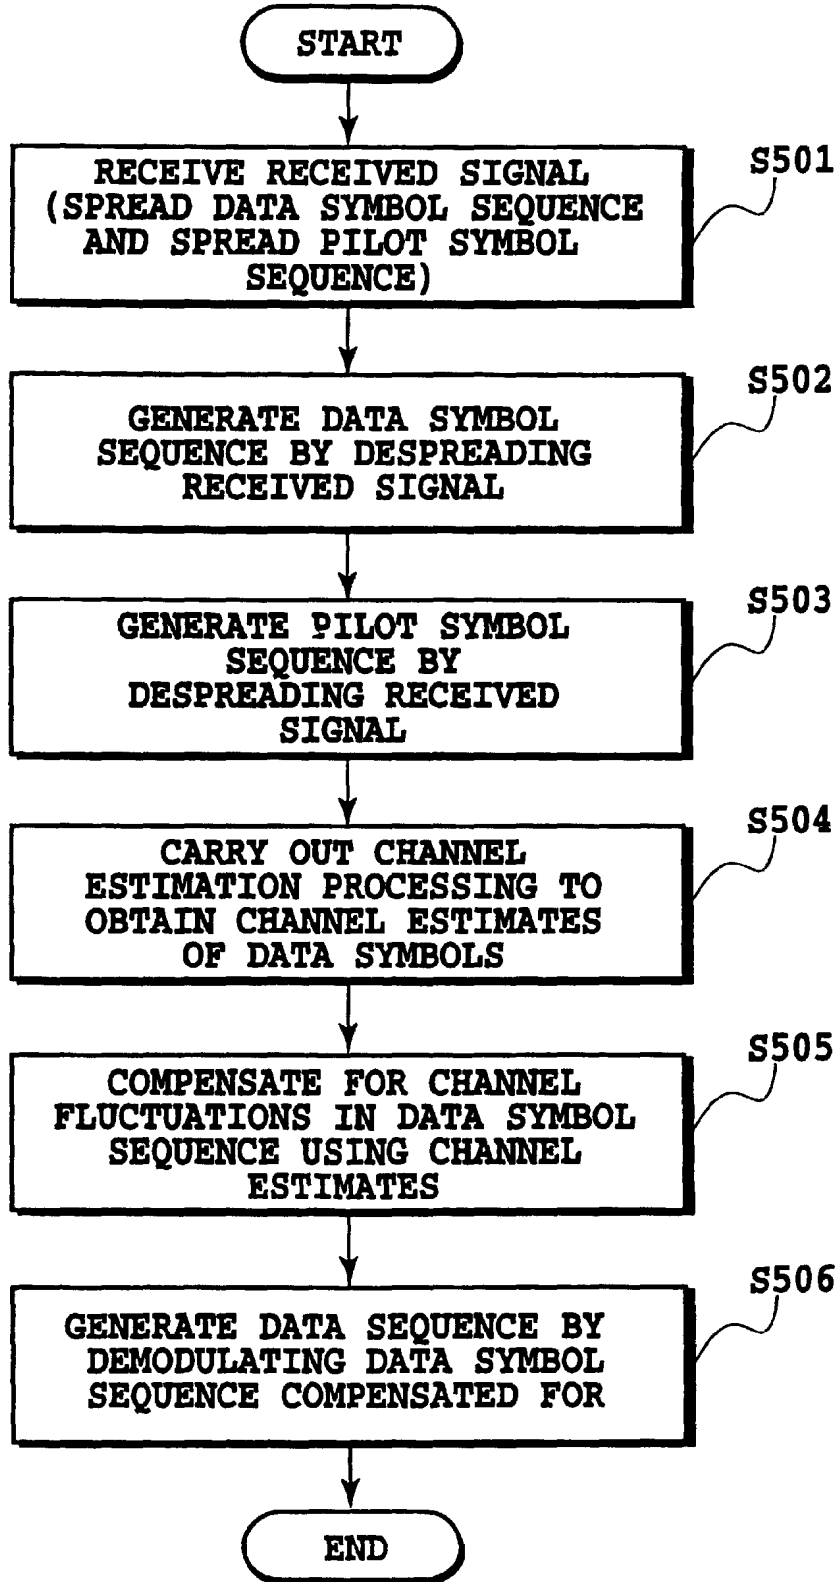 START
RECEIVE RECEIVED SIGNAL
(SPREAD DATA SYMBOL SEQUENCE
AND SPREAD PILOT SYMBOL
SEQUENCE)
S501
GENERATE DATA SYMBOL
SEQUENCE BY DESPREADING
RECEIVED SIGNAL
S502
GENERATE PILOT SYMBOL
SEQUENCE BY
DESPREADING RECEIVED
SIGNAL
S503
CARRY OUT CHANNEL
ESTIMATION PROCESSING TO
OBTAIN CHANNEL ESTIMATES
OF DATA SYMBOLS
S504
COMPENSATE FOR CHANNEL
FLUCTUATIONS IN DATA SYMBOL
SEQUENCE USING CHANNEL
ESTIMATES
S505
GENERATE DATA SEQUENCE BY
DEMODULATING DATA SYMBOL
SEQUENCE COMPENSATED FOR
S506
END